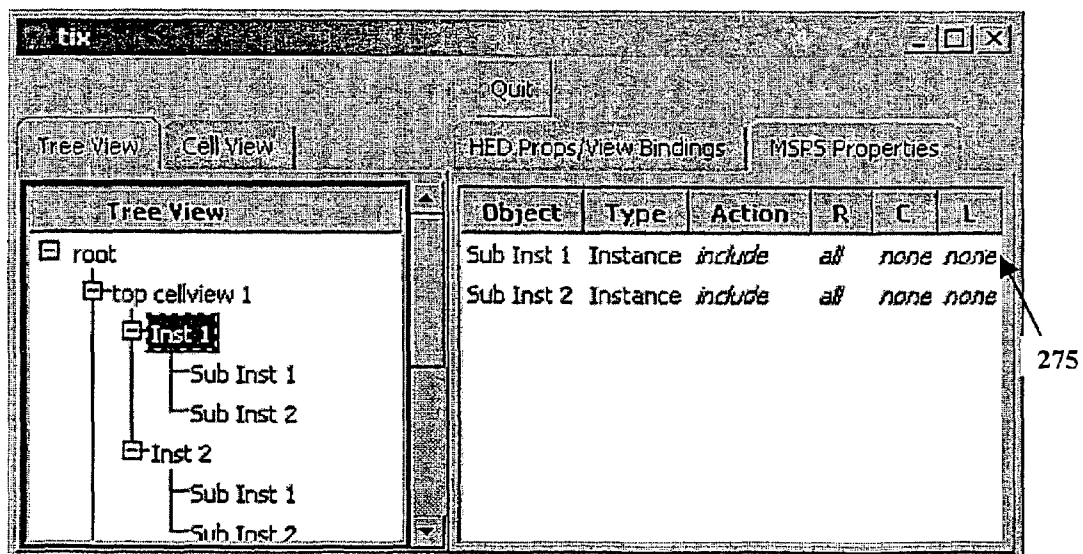 tix
Quit
Tree View Cell View HED Props/View Bindings MSPS Properties
Tree View
Object Type Action R C L
root
Sub Inst 1 Instance include all none none
top cellview 1
Sub Inst 2 Instance include all none none
Inst 1
Sub Inst 1
275
Sub Inst 2
Inst 2
Sub Inst 1
Sub Inst 2